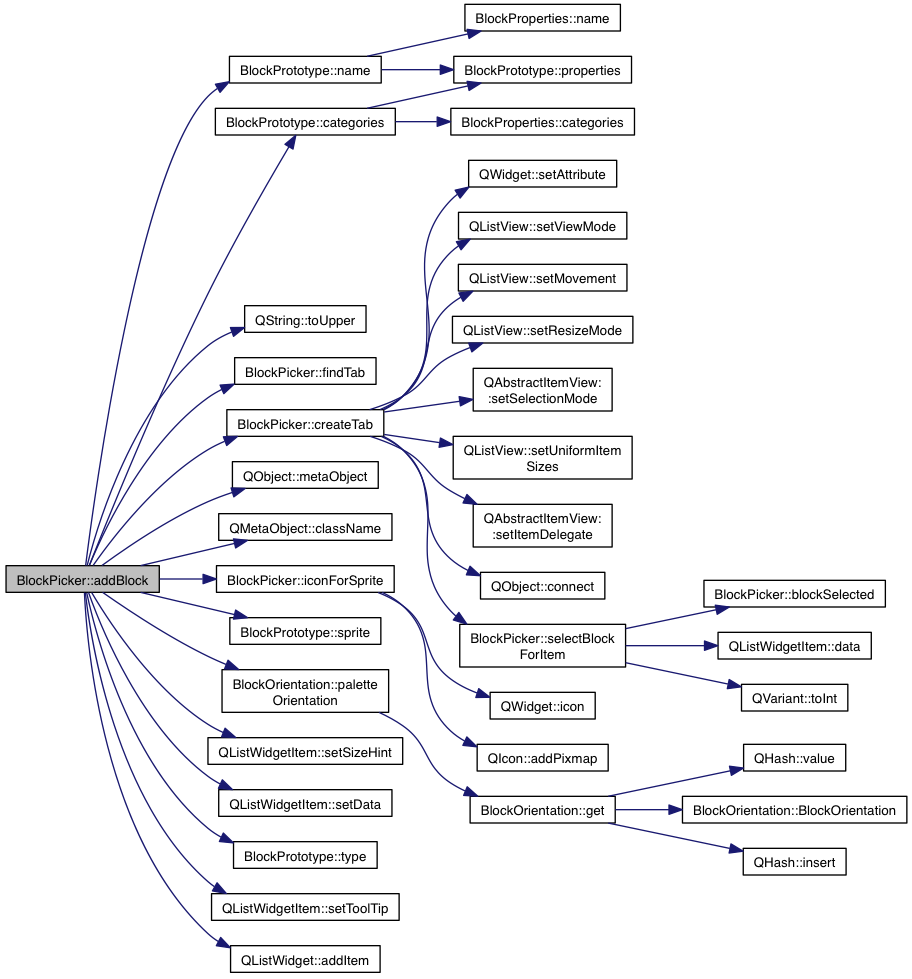 BlockProperties::name
BlockPrototype::name
BlockPrototype::properties
BlockPrototype::categories
BlockProperties::categories
QWidget::setAttribute
QListView::setViewMode
QListView::setMovement
QString::toUpper
QListView::setResizeMode
BlockPicker::findTab
QAbstractItemView:
:setSelectionMode
BlockPicker::createTab
QListView::setUniformItem
Sizes
QObject::metaObject
QMetaObject::className
QAbstractItemView:
:setItemDelegate
BlockPicker::addBlock
BlockPicker::iconForSprite
QObject::connect
BlockPicker::blockSelected
BlockPrototype::sprite
BlockPicker::selectBlock
ForItem
QListWidgetItem::data
BlockOrientation::palette
Orientation
QVariant::toInt
QWidget::icon
QListWidgetItem::setSizeHint
QIcon::addPixmap
QHash::value
QListWidgetItem::setData
BlockOrientation::get
BlockOrientation::BlockOrientation
BlockPrototype::type
QHash::insert
QListWidgetItem::setToolTip
QListWidget::addItem